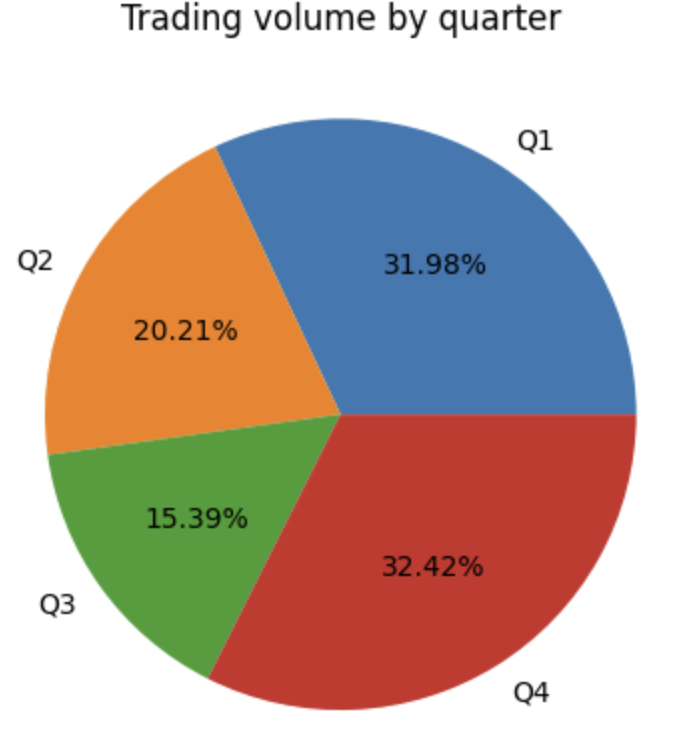 Trading volume by quarter
Q1
31.98%
Q2
20.21%
15.39%
Q3
32.42%
Q4